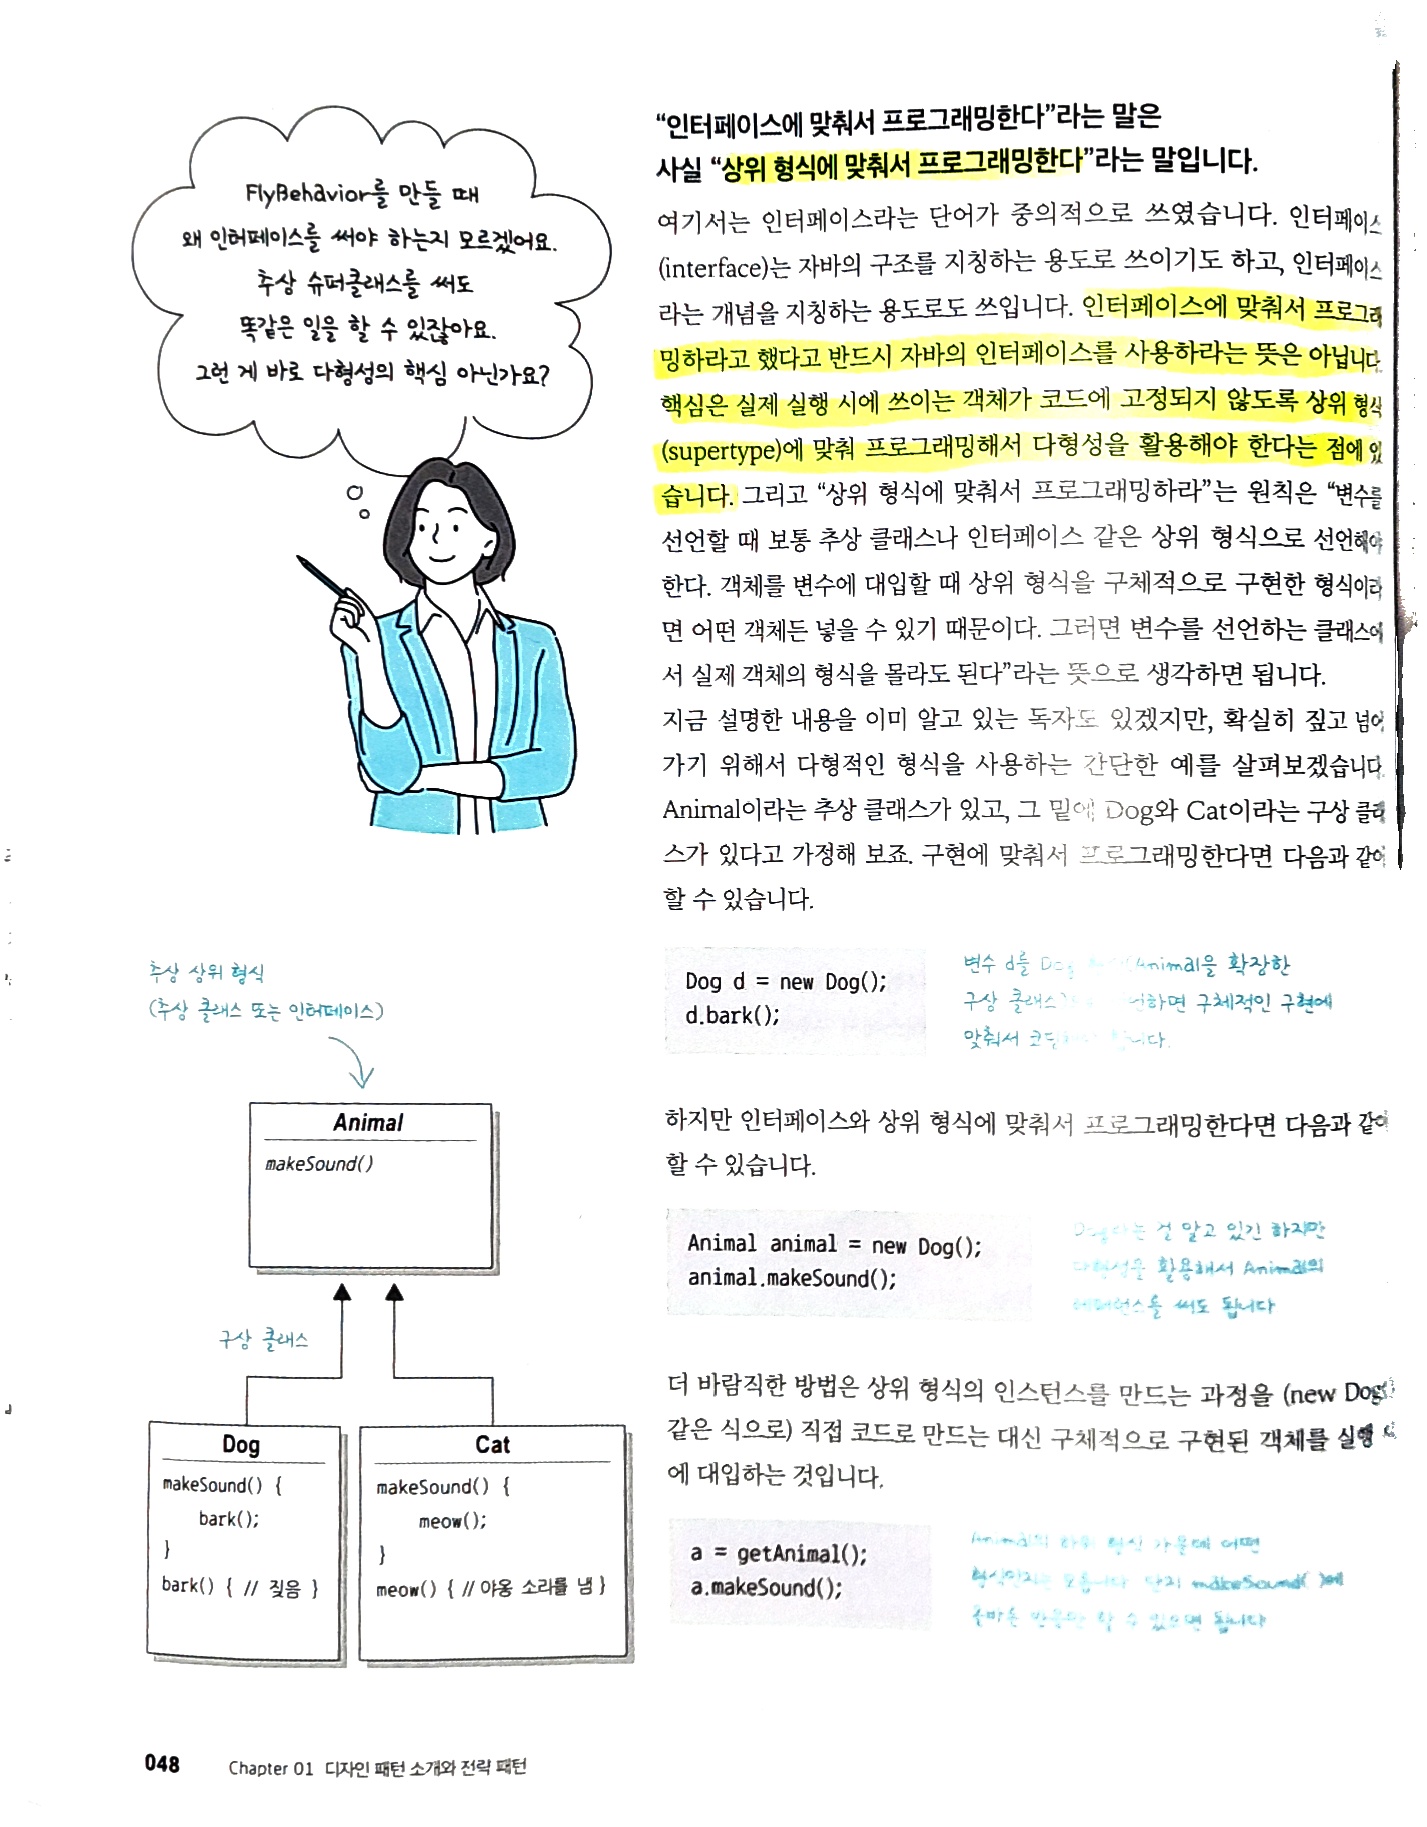 FlyBehavior를 만들 때
왜 인터페이스를 써야 하는지 모르겠어요.
추상 슈퍼클래스를 써도
똑같은 일을 할 수 있잖아요.
그런 게 바로 다형성의 핵심 아닌가요?
“인터페이스에 맞춰서 프로그래밍한다”라는 말은
사실 “상위 형식에 맞춰서 프로그래밍한다”라는 말입니다.
여기서는 인터페이스라는 단어가 중의적으로 쓰였습니다. 인터페이스
(interface)는 자바의 구조를 지칭하는 용도로 쓰이기도 하고, 인터페이스
라는 개념을 지칭하는 용도로도 쓰입니다. 인터페이스에 맞춰서 프로그래
밍하라고 했다고 반드시 자바의 인터페이스를 사용하라는 뜻은 아닙니다.
핵심은 실제 실행 시에 쓰이는 객체가 코드에 고정되지 않도록 상위 형식
(supertype)에 맞춰 프로그래밍해서 다형성을 활용해야 한다는 점에 있
습니다. 그리고 “상위 형식에 맞춰서 프로그래밍하라”는 원칙은 “변수를
선언할 때 보통 추상 클래스나 인터페이스 같은 상위 형식으로 선언해야
한다. 객체를 변수에 대입할 때 상위 형식을 구체적으로 구현한 형식이라
면 어떤 객체든 넣을 수 있기 때문이다. 그러면 변수를 선언하는 클래스에
서 실제 객체의 형식을 몰라도 된다”라는 뜻으로 생각하면 됩니다.
지금 설명한 내용을 이미 알고 있는 독자도 있겠지만, 확실히 짚고 넘어
가기 위해서 다형적인 형식을 사용하는 간단한 예를 살펴보겠습니다.
Animal이라는 추상 클래스가 있고, 그 밑에 Dog와 Cat이라는 구상 클래
스가 있다고 가정해 보죠. 구현에 맞춰서 프로그래밍한다면 다음과 같이
할 수 있습니다.
Dog d = new Dog();
d.bark();
변수 d를 Animal을 확장한
구상 클래스 구체적인 구현에
맞춰서
하지만 인터페이스와 상위 형식에 맞춰서 프로그래밍한다면 다음과 같이
할 수 있습니다.
Animal animal = new Dog();
animal.makeSound();
Dog라는 걸 알고 있긴 하지만
다형성을 활용해서 Animal의
레퍼런스를 써도 됩니다
더 바람직한 방법은 상위 형식의 인스턴스를 만드는 과정을 (new Dog
같은 식으로) 직접 코드로 만드는 대신 구체적으로 구현된 객체를 실행
에 대입하는 것입니다.
a = getAnimal();
a.makeSound();
Animal의 하위 형식 가운데 어떤
형식인지는 모릅니다 단지 makeSound( )에
올바른 반응만 할 수 있으면 됩니다
추상 상위 형식
(추상 클래스 또는 인터페이스)
Animal
makeSound()
구상 클래스
Dog
makeSound() {
bark();
}
bark() { // 짖음 }
Cat
makeSound() {
meow();
}
meow() { // 야옹 소리를 냄 }
048 Chapter 01 디자인 패턴 소개와 전략 패턴